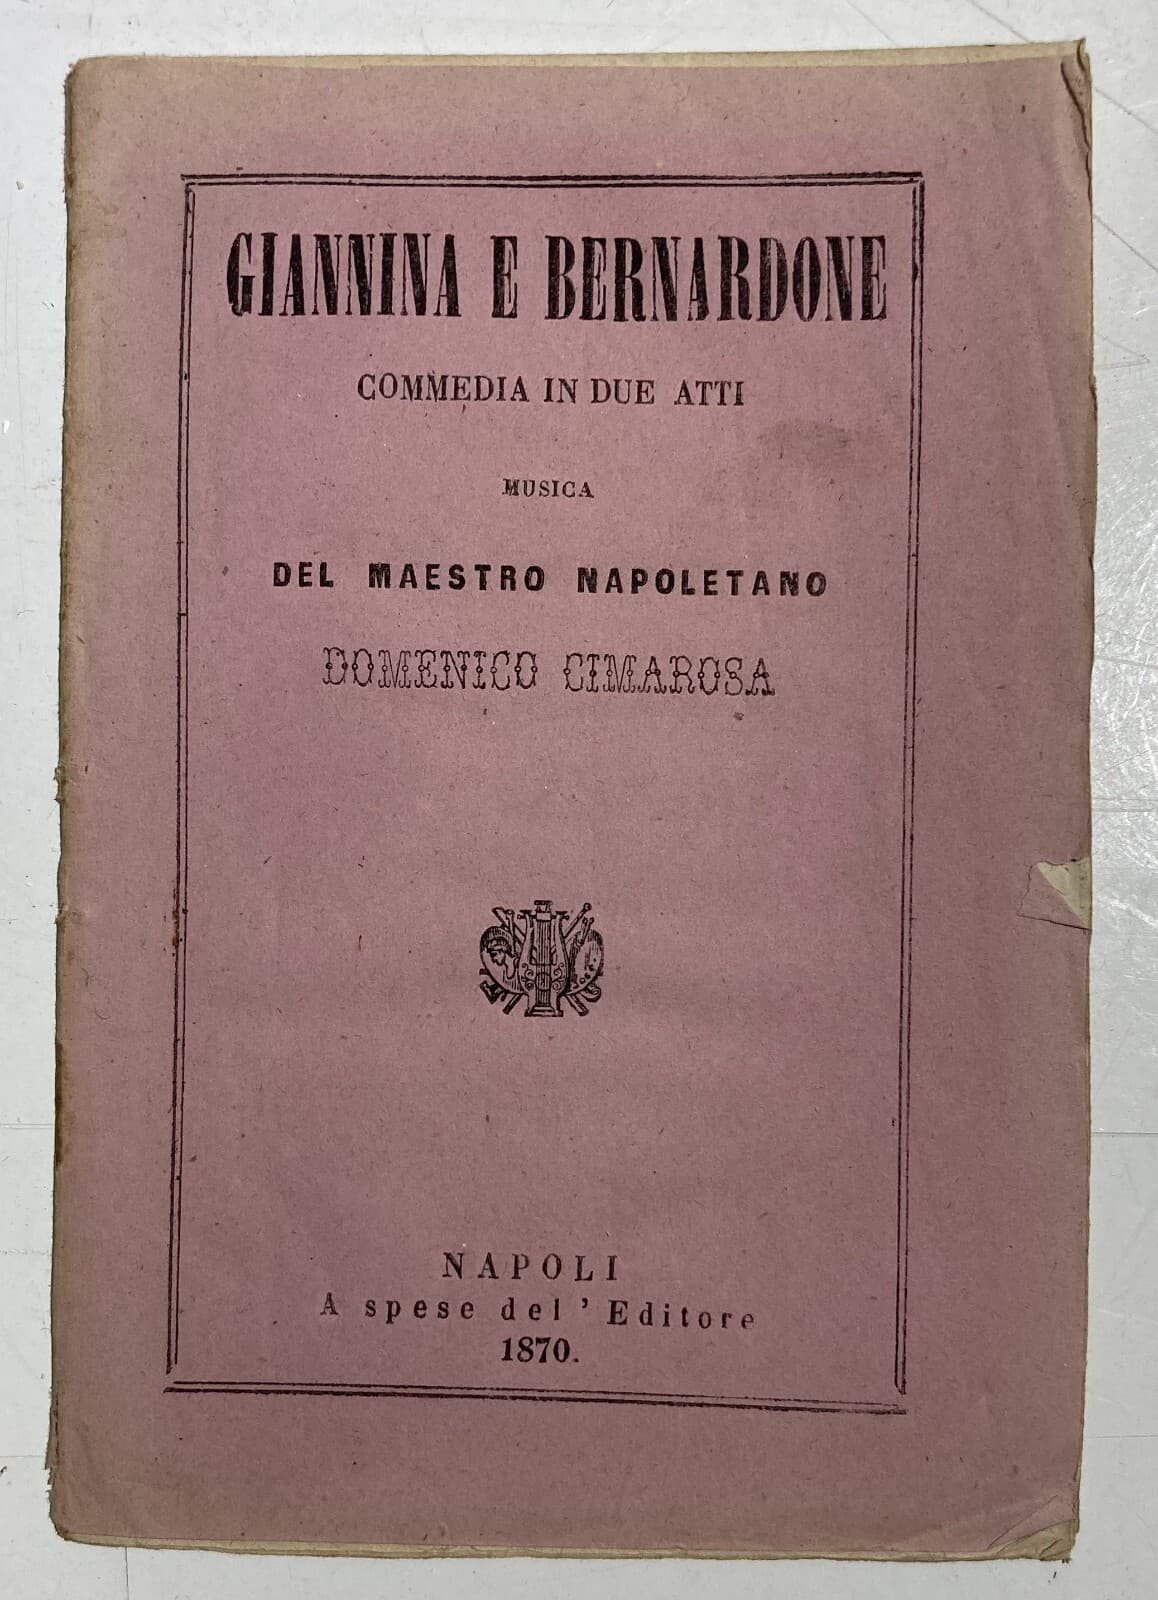 GIANNINA E BERNARDONE
COMMEDIA IN DUE ATTI
MUSICA
DEL MAESTRO NAPOLETANO
DOMENICO CIMAROSA
NAPOLI
A spese del' Editore
1870.